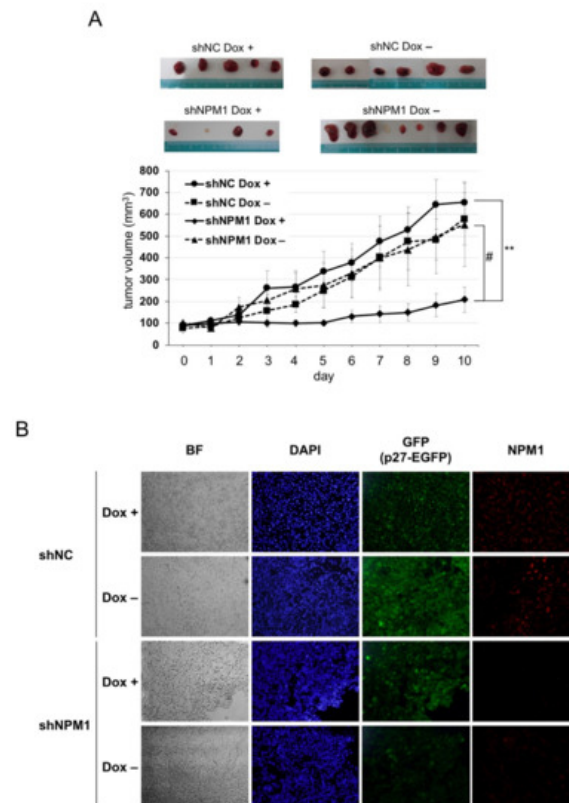 A
shNC Dox +
shNC Dox –
shNPM1 Dox +
shNPM1 Dox –
800
700
600
500
400
300
200
100
0
tumor volume (mm³)
shNC Dox +
shNC Dox –
shNPM1 Dox +
shNPM1 Dox –
#
**
0 1 2 3 4 5 6 7 8 9 10
day
B
BF DAPI GFP (p27-EGFP) NPM1
shNC
Dox +
Dox –
shNPM1
Dox +
Dox –